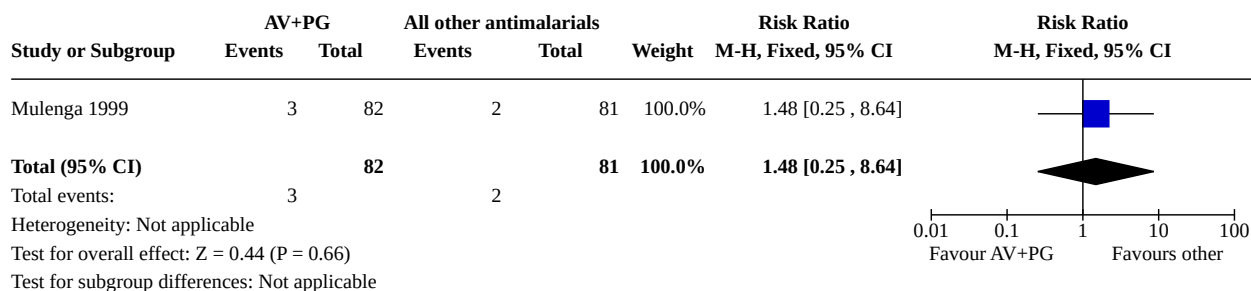 AV+PG All other antimalarials Risk Ratio Risk Ratio
Study or Subgroup Events Total Events Total Weight M-H, Fixed, 95% CI M-H, Fixed, 95% CI
Mulenga 1999 3 82 2 81 100.0% 1.48 [0.25 , 8.64]
Total (95% CI) 82 81 100.0% 1.48 [0.25 , 8.64]
Total events: 3 2
Heterogeneity: Not applicable
Test for overall effect: Z = 0.44 (P = 0.66)
Test for subgroup differences: Not applicable
0.01 0.1 1 10 100
Favour AV+PG Favours other